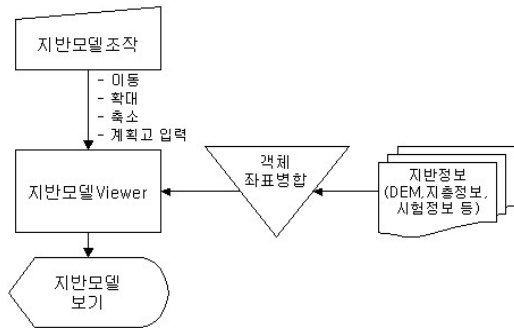 지반모델조작
- 이동
- 확대
- 축소
- 계획고 입력
지반모델Viewer
객체
좌표병합
지반정보
(DEM,지층정보,
시험정보 등)
지반모델
보기